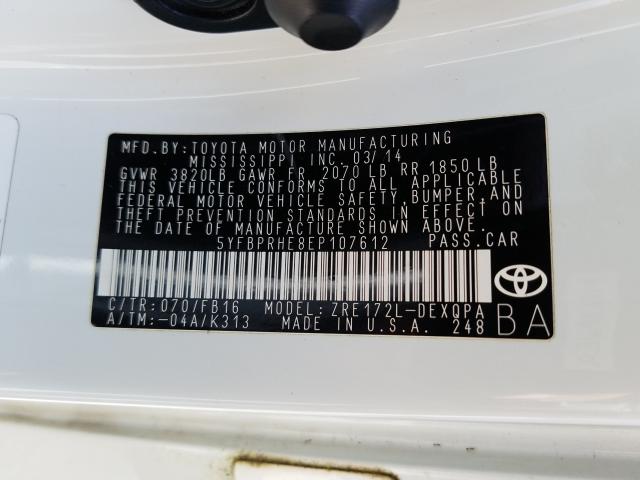 MFD.BY:TOYOTA MOTOR MANUFACTURING
MISSISSIPPI INC. 03/14
GVWR 3820LB GAWR FR 2070 LB RR 1850 LB
THIS VEHICLE CONFORMS TO ALL APPLICABLE
FEDERAL MOTOR VEHICLE SAFETY,BUMPER,AND
THEFT PREVENTION STANDARDS IN EFFECT ON
THE DATE OF MANUFACTURE SHOWN ABOVE.
5YFBPRHE8EP107612 PASS.CAR
C/TR: 070/FB16 MODEL: ZRE172L-DEXQPA
A/TM:-04A/K313 MADE IN U.S.A. 248
BA